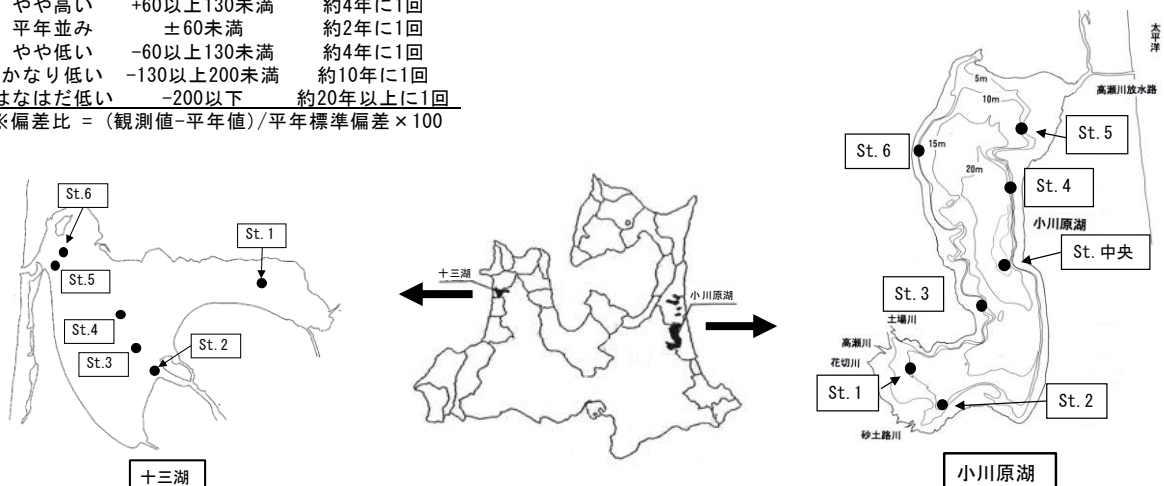 やや高い +60以上130未満 約4年に1回
平年並み ±60未満 約2年に1回
やや低い -60以上130未満 約4年に1回
かなり低い -130以上200未満 約10年に1回
はなはだ低い -200以下 約20年以上に1回
※偏差比 = (観測値-平年値)/平年標準偏差×100
St.6
St.1
St.5
St.4
St.3
St.2
十三湖
十三湖
小川原湖
太平洋
5m
10m
高瀬川放水路
St.5
St.6
15m
20m
St.4
小川原湖
St.中央
St.3
土場川
高瀬川
花切川
St.1
St.2
砂土路川
小川原湖